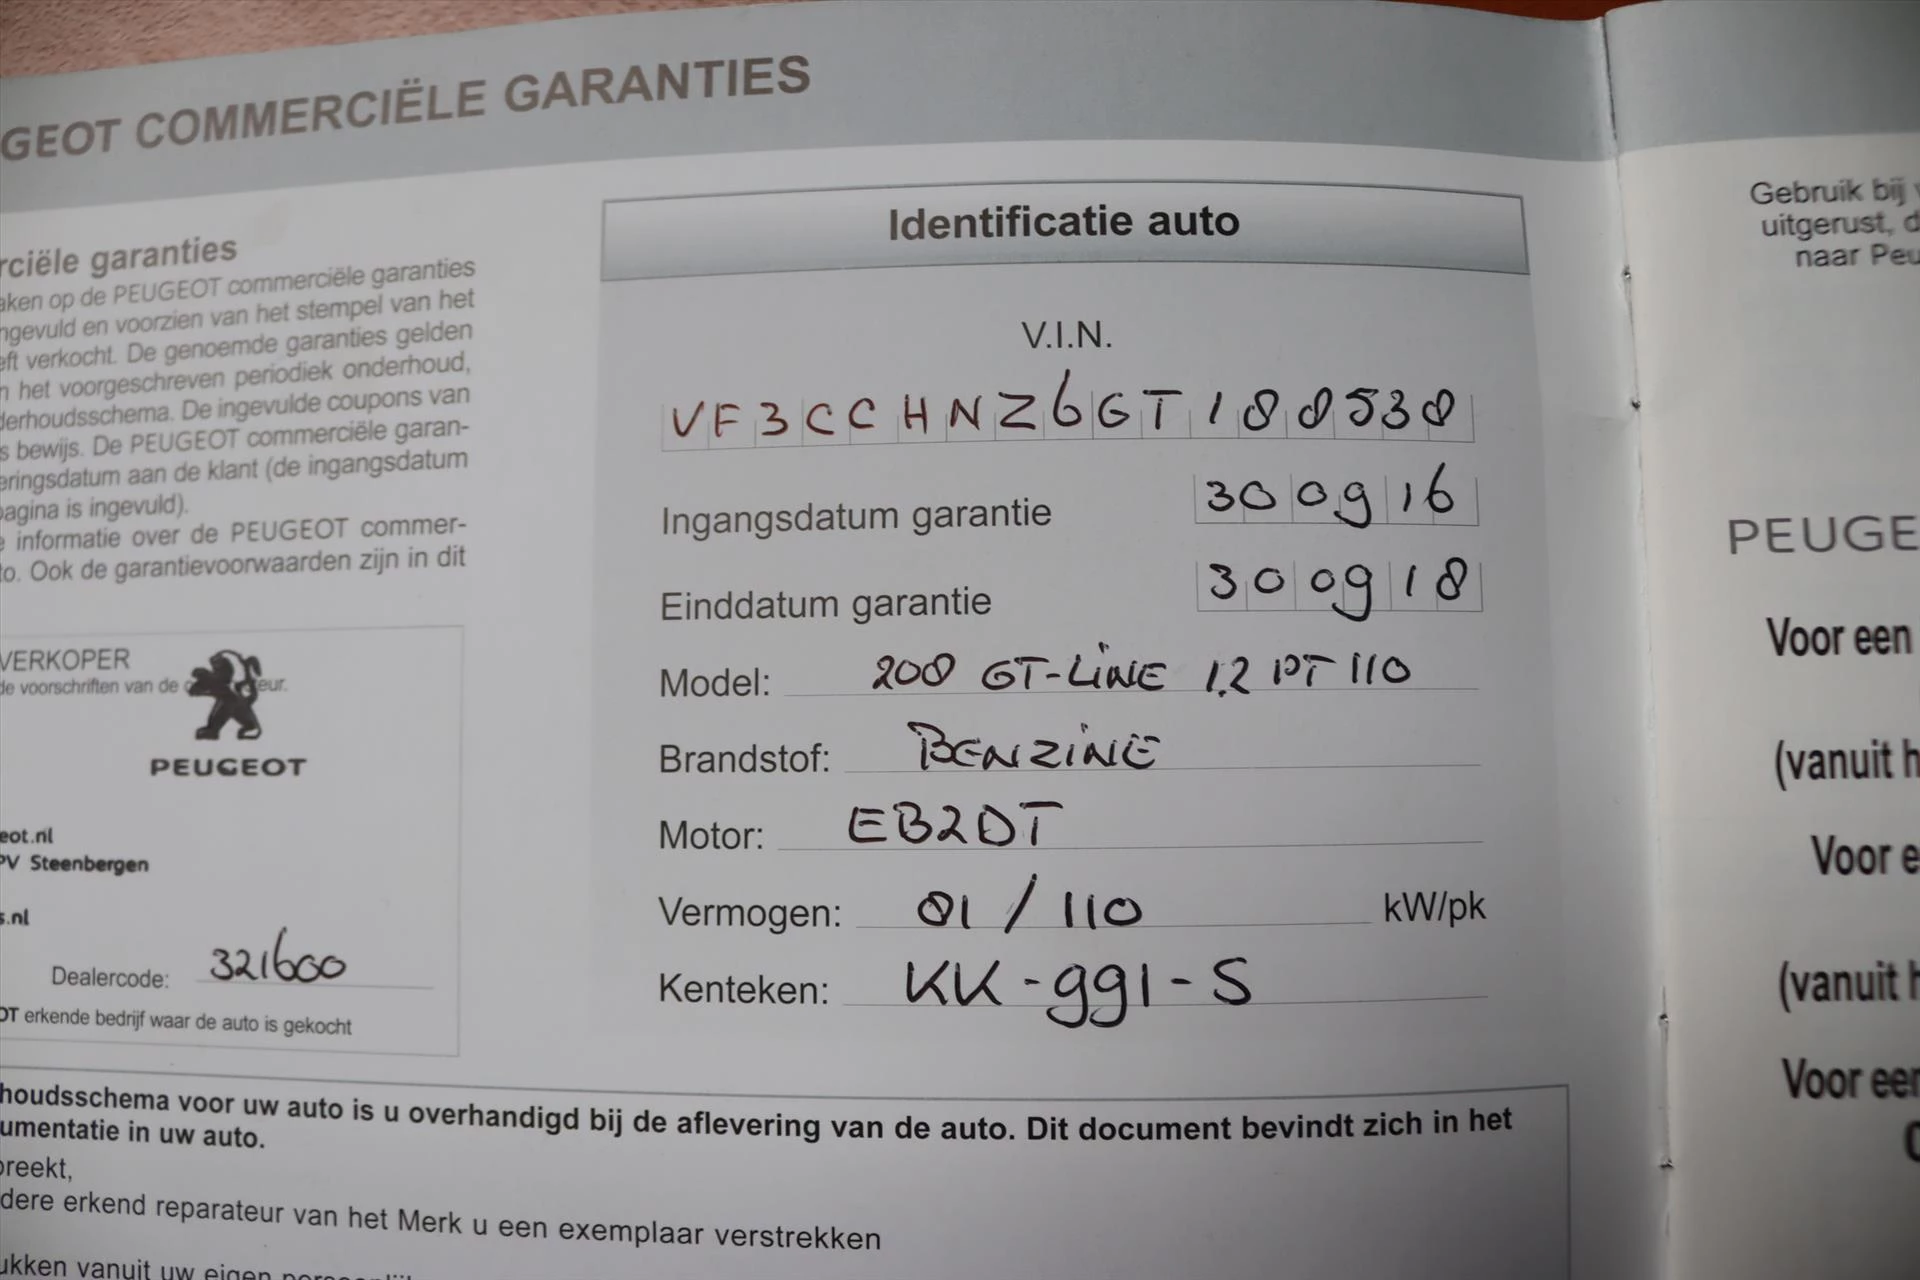 GEOT COMMERCIËLE GARANTIES
rciële garanties
aken op de PEUGEOT commerciële garanties
ngevuld en voorzien van het stempel van het
eft verkocht. De genoemde garanties gelden
n het voorgeschreven periodiek onderhoud,
derhoudsschema. De ingevulde coupons van
s bewijs. De PEUGEOT commerciële garan-
eringsdatum aan de klant (de ingangsdatum
pagina is ingevuld).
e informatie over de PEUGEOT commer-
to. Ook de garantievoorwaarden zijn in dit
VERKOPER
de voorschriften van de eur.
PEUGEOT
eot.nl
PV Steenbergen
s.nl
Dealercode: 321600
OT erkende bedrijf waar de auto is gekocht
Identificatie auto
V.I.N.
VF3CCHNZ6GT188538
Ingangsdatum garantie 300916
Einddatum garantie 300918
Model: 208 GT-LINE 1.2 PT 110
Brandstof: BENZINE
Motor: EB2DT
Vermogen: 81 / 110 kW/pk
Kenteken: KK-991-S
houdsschema voor uw auto is u overhandigd bij de aflevering van de auto. Dit document bevindt zich in het
umentatie in uw auto.
preekt,
dere erkend reparateur van het Merk u een exemplaar verstrekken
ukken vanuit uw eigen
Gebruik bij
uitgerust, d
naar Peu
PEUGE
Voor een
(vanuit h
Voor e
(vanuit h
Voor een